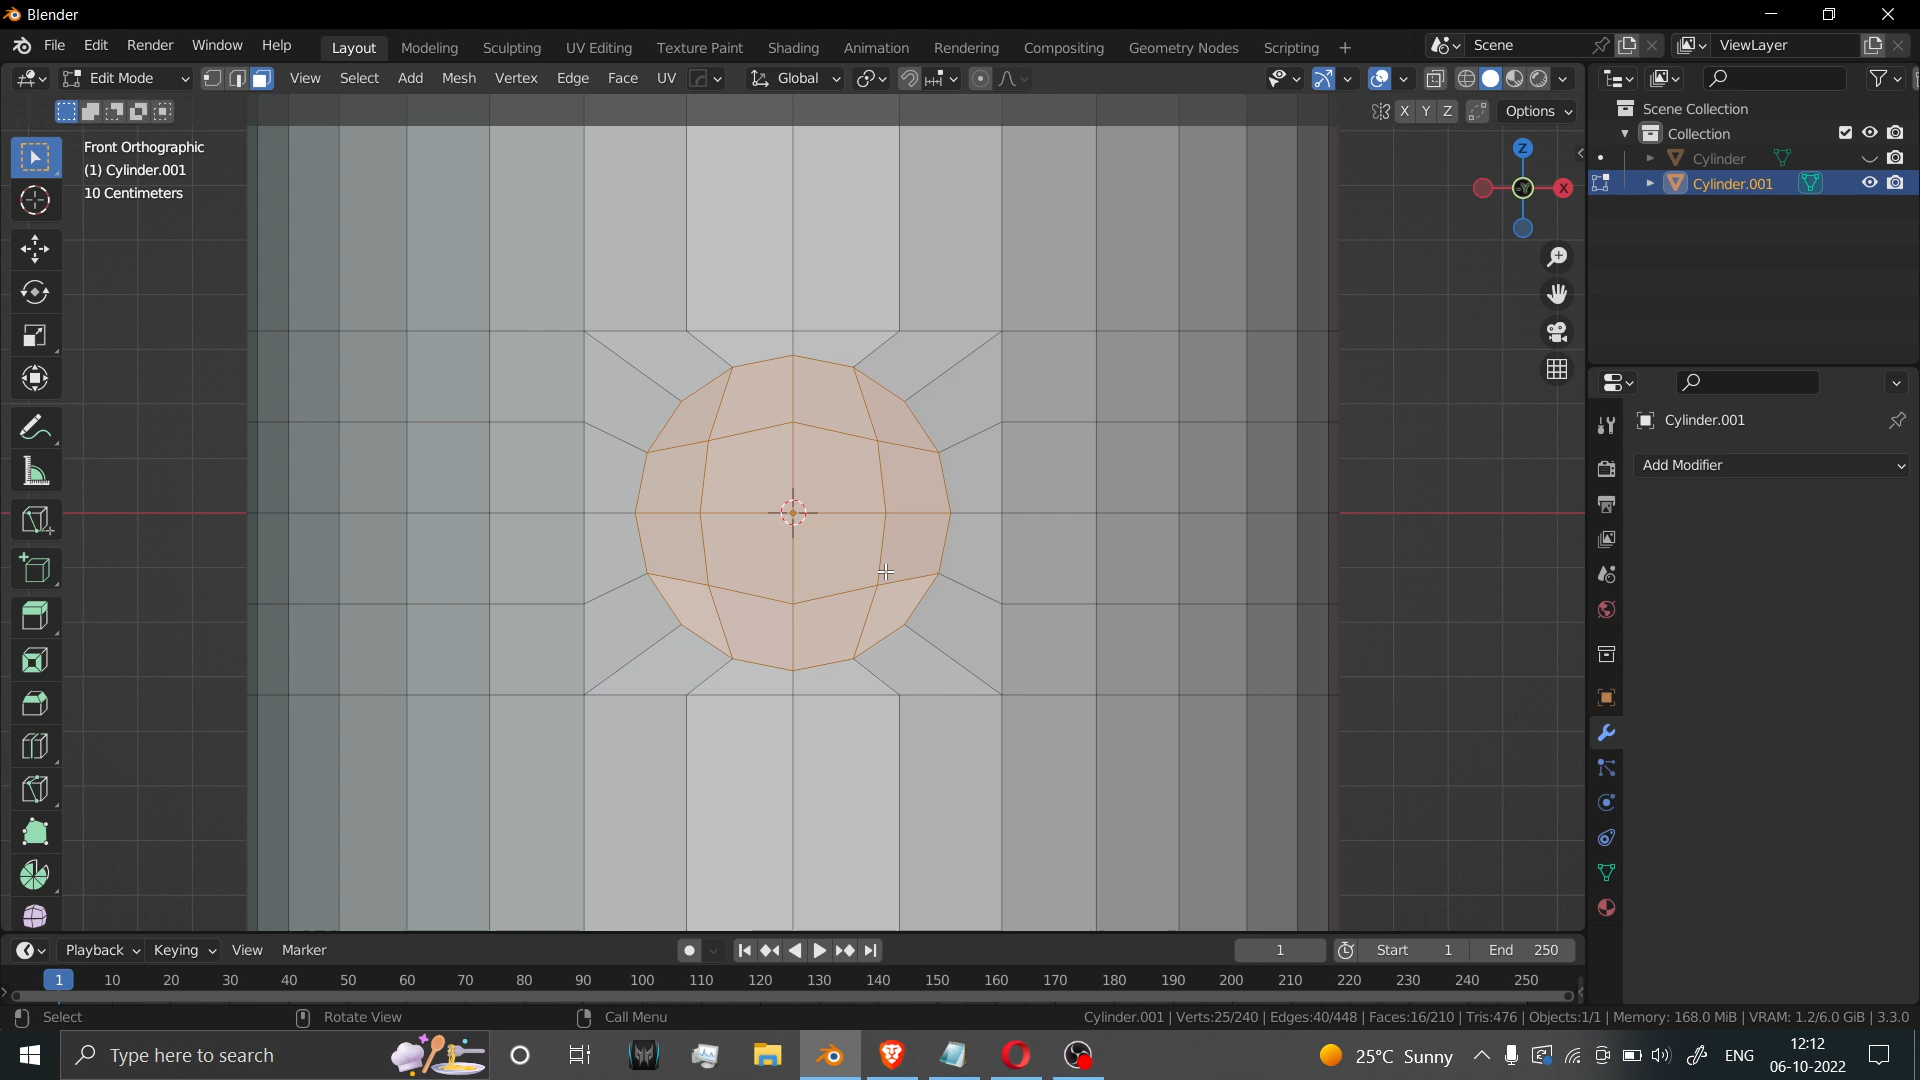 Blender
File Edit Render Window Help Layout Modeling Sculpting UV Editing Texture Paint Shading Animation Rendering Compositing Geometry Nodes Scripting + Scene ViewLayer
Edit Mode View Select Add Mesh Vertex Edge Face UV Global
X Y Z Options
Scene Collection
Collection
Cylinder
Cylinder.001
Front Orthographic
(1) Cylinder.001
10 Centimeters
Z
-Y X
Cylinder.001
Add Modifier
Playback Keying View Marker 1 Start 1 End 250
1 10 20 30 40 50 60 70 80 90 100 110 120 130 140 150 160 170 180 190 200 210 220 230 240 250
Select Rotate View Call Menu Cylinder.001 | Verts:25/240 | Edges:40/448 | Faces:16/210 | Tris:476 | Objects:1/1 | Memory: 168.0 MiB | VRAM: 1.2/6.0 GiB | 3.3.0
Type here to search 25°C Sunny ENG 12:12
06-10-2022